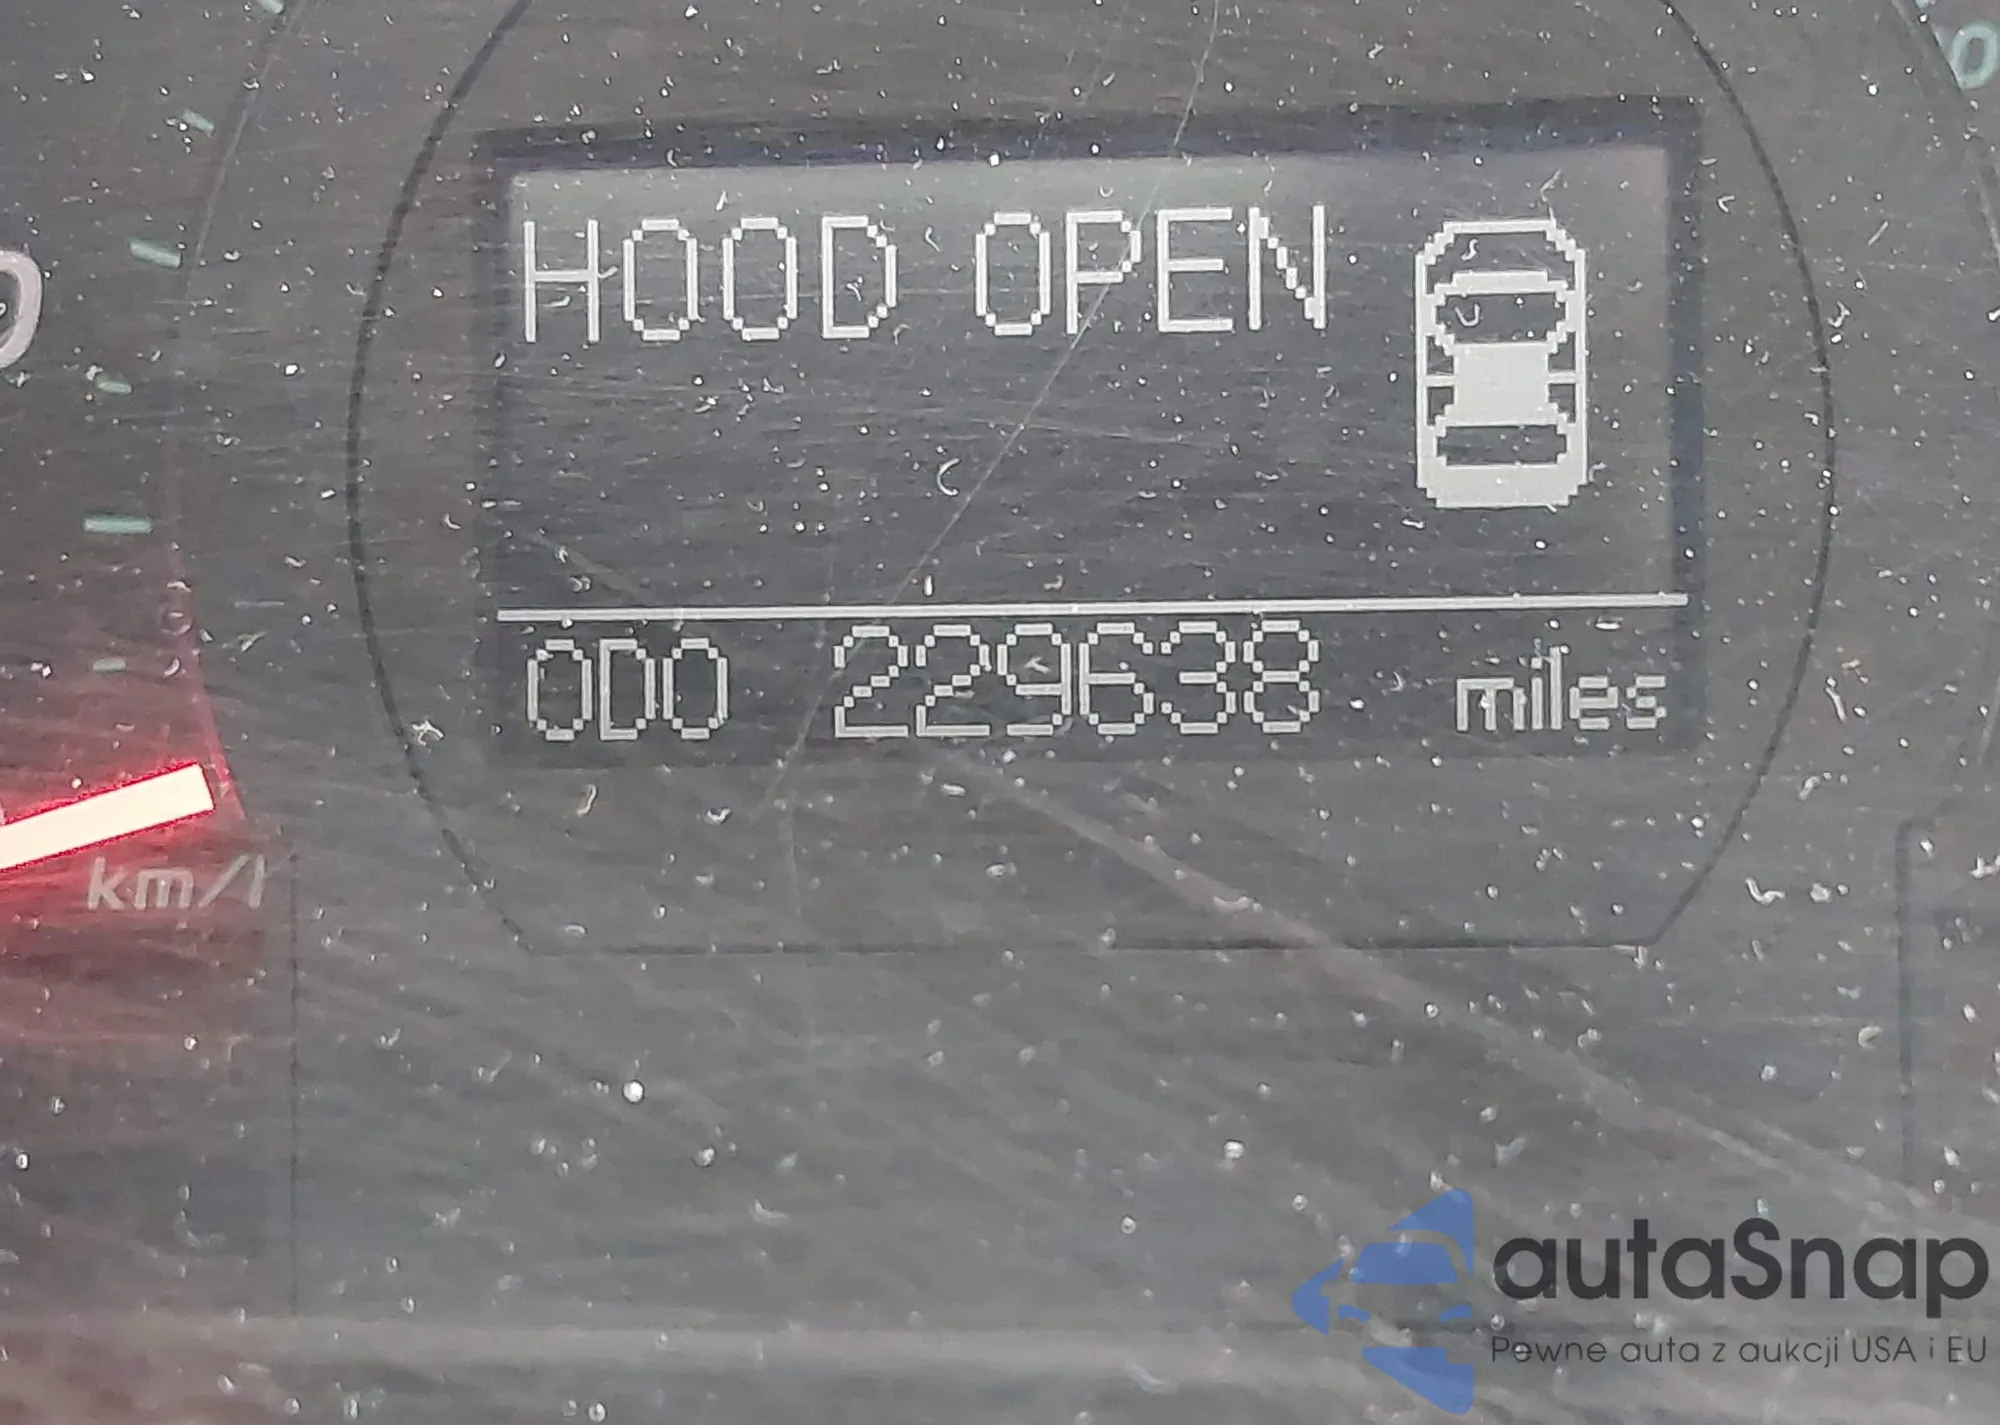 HOOD OPEN
ODO 229638 miles
km/l
autaSnap
Pewne auta z aukcji USA i EU